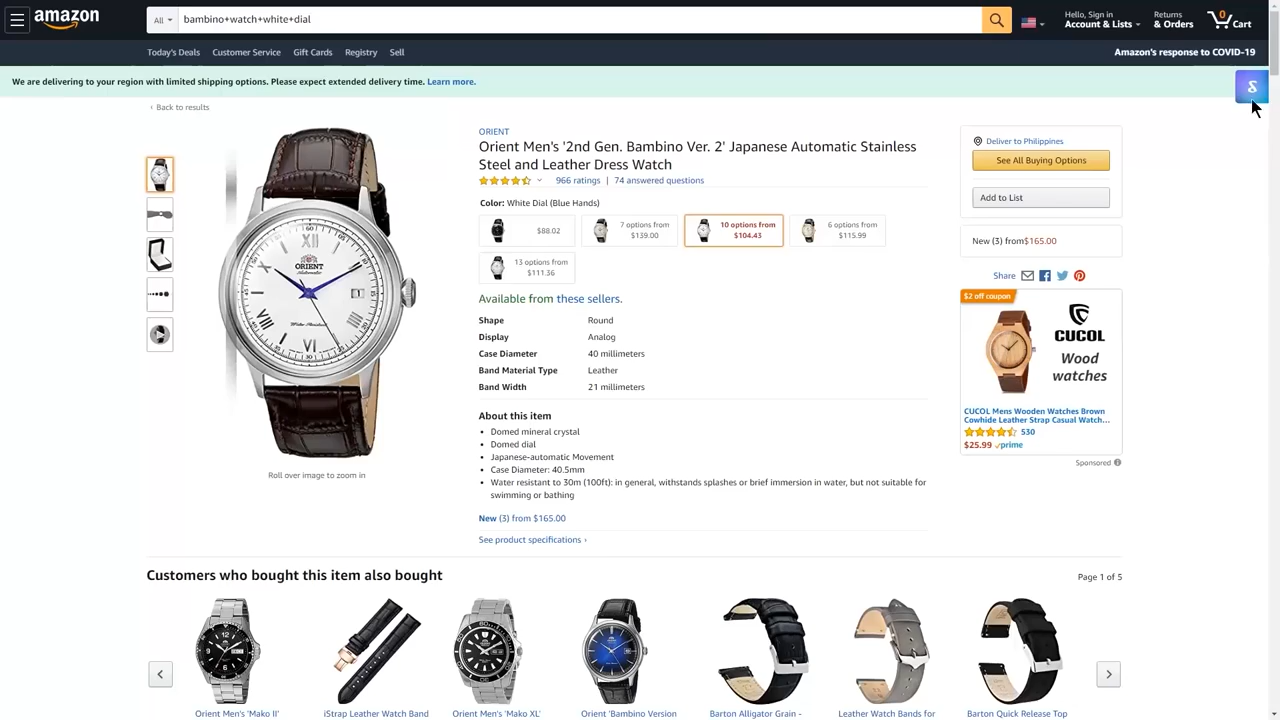 amazon
All
bambino+watch+white+dial
Hello, Sign in
Account & Lists
Returns
& Orders
0
Cart
Today's Deals
Customer Service
Gift Cards
Registry
Sell
Amazon's response to COVID-19
We are delivering to your region with limited shipping options. Please expect extended delivery time. Learn more.
‹ Back to results
ORIENT
Orient Men's '2nd Gen. Bambino Ver. 2' Japanese Automatic Stainless
Steel and Leather Dress Watch
966 ratings | 74 answered questions
Color: White Dial (Blue Hands)
$88.02
7 options from
$139.00
10 options from
$104.43
6 options from
$115.99
13 options from
$111.36
Available from these sellers.
Shape Round
Display Analog
Case Diameter 40 millimeters
Band Material Type Leather
Band Width 21 millimeters
About this item
• Domed mineral crystal
• Domed dial
• Japanese-automatic Movement
• Case Diameter: 40.5mm
• Water resistant to 30m (100ft): in general, withstands splashes or brief immersion in water, but not suitable for
swimming or bathing
New (3) from $165.00
See product specifications ›
ORIENT
Automatic
Water Resistant
Roll over image to zoom in
Deliver to Philippines
See All Buying Options
Add to List
New (3) from$165.00
Share
$2 off coupon
CUCOL
Wood
watches
CUCOL Mens Wooden Watches Brown
Cowhide Leather Strap Casual Watch...
530
$25.99 prime
Sponsored
Customers who bought this item also bought
Page 1 of 5
Orient Men's 'Mako II'
iStrap Leather Watch Band
Orient Men's 'Mako XL'
Orient 'Bambino Version
Barton Alligator Grain -
Leather Watch Bands for
Barton Quick Release Top